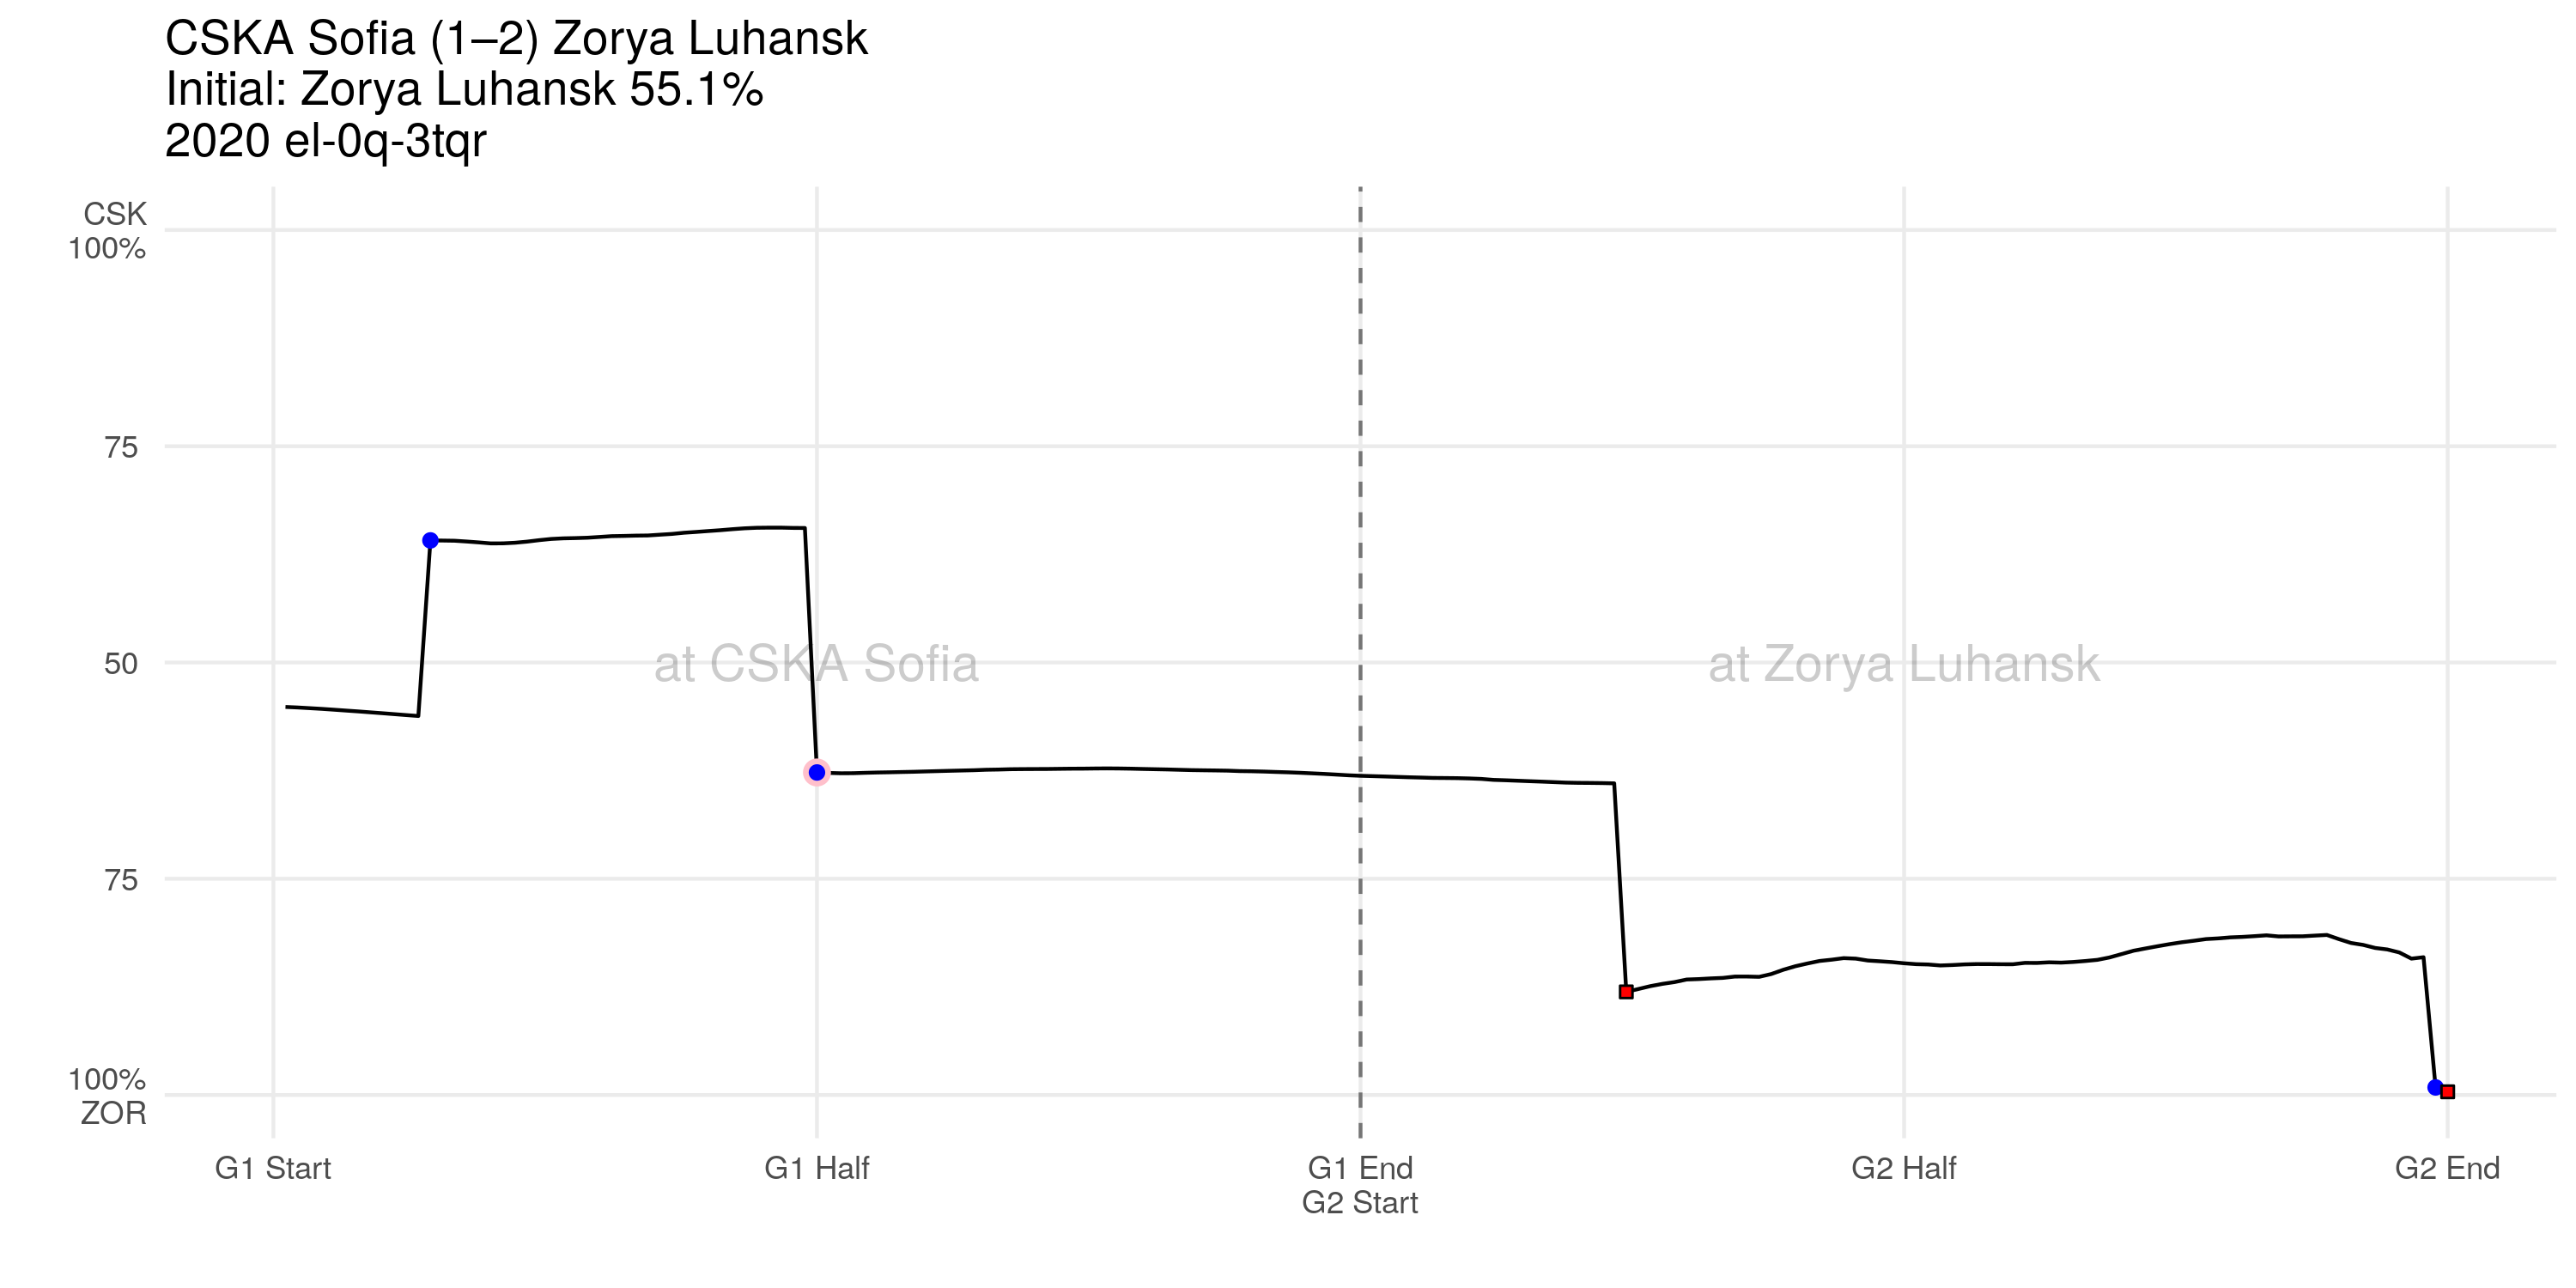 CSKA Sofia (1–2) Zorya Luhansk
Initial: Zorya Luhansk 55.1%
2020 el-0q-3tqr
CSK
100%
75
50
75
100%
ZOR
at CSKA Sofia
at Zorya Luhansk
G1 Start
G1 Half
G1 End
G2 Start
G2 Half
G2 End